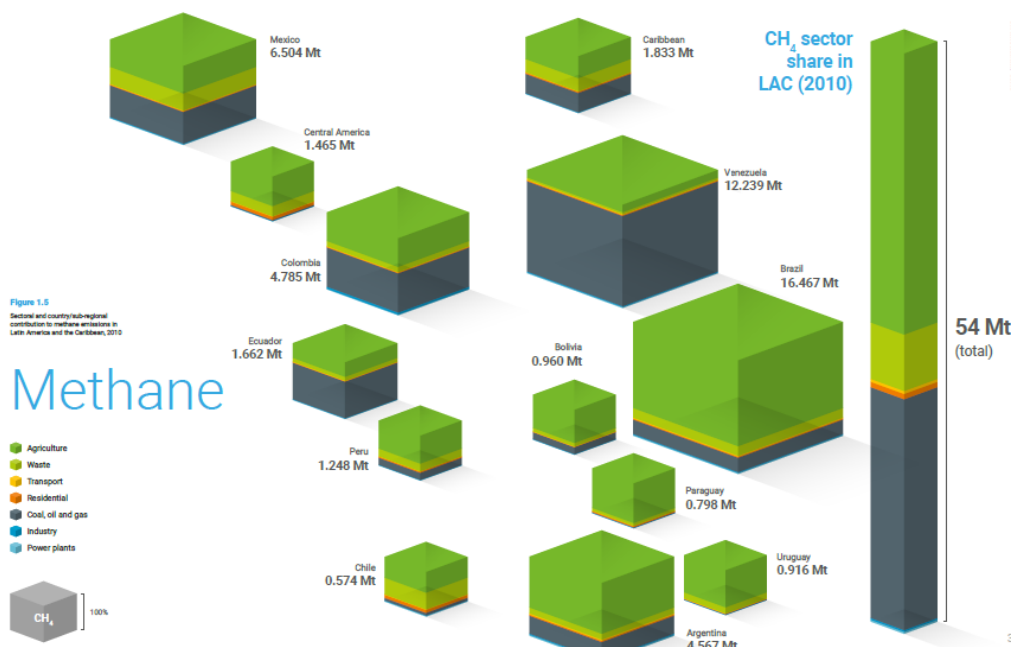 Mexico
6.504 Mt
Caribbean
1.833 Mt
CH4 sector
share in
LAC (2010)
Central America
1.465 Mt
Venezuela
12.239 Mt
Colombia
4.785 Mt
Brazil
16.467 Mt
Figure 1.5
Sectoral and country/sub-regional
contribution to methane emissions in
Latin America and the Caribbean, 2010
54 Mt
(total)
Ecuador
1.662 Mt
Bolivia
0.960 Mt
Methane
Agriculture
Waste
Transport
Residential
Coal, oil and gas
Industry
Power plants
Peru
1.248 Mt
Paraguay
0.798 Mt
Chile
0.574 Mt
Uruguay
0.916 Mt
CH4
100%
Argentina
4.567 Mt
3